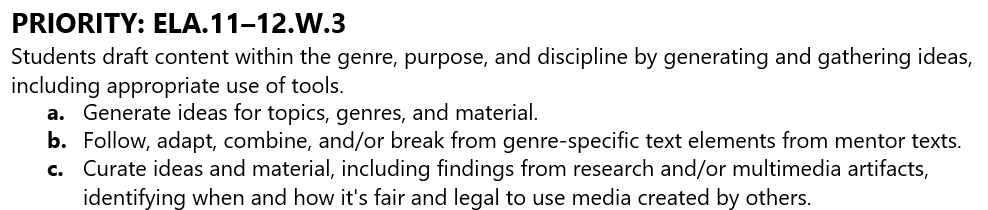 PRIORITY: ELA.11–12.W.3
Students draft content within the genre, purpose, and discipline by generating and gathering ideas,
including appropriate use of tools.
a. Generate ideas for topics, genres, and material.
b. Follow, adapt, combine, and/or break from genre-specific text elements from mentor texts.
c. Curate ideas and material, including findings from research and/or multimedia artifacts,
identifying when and how it's fair and legal to use media created by others.